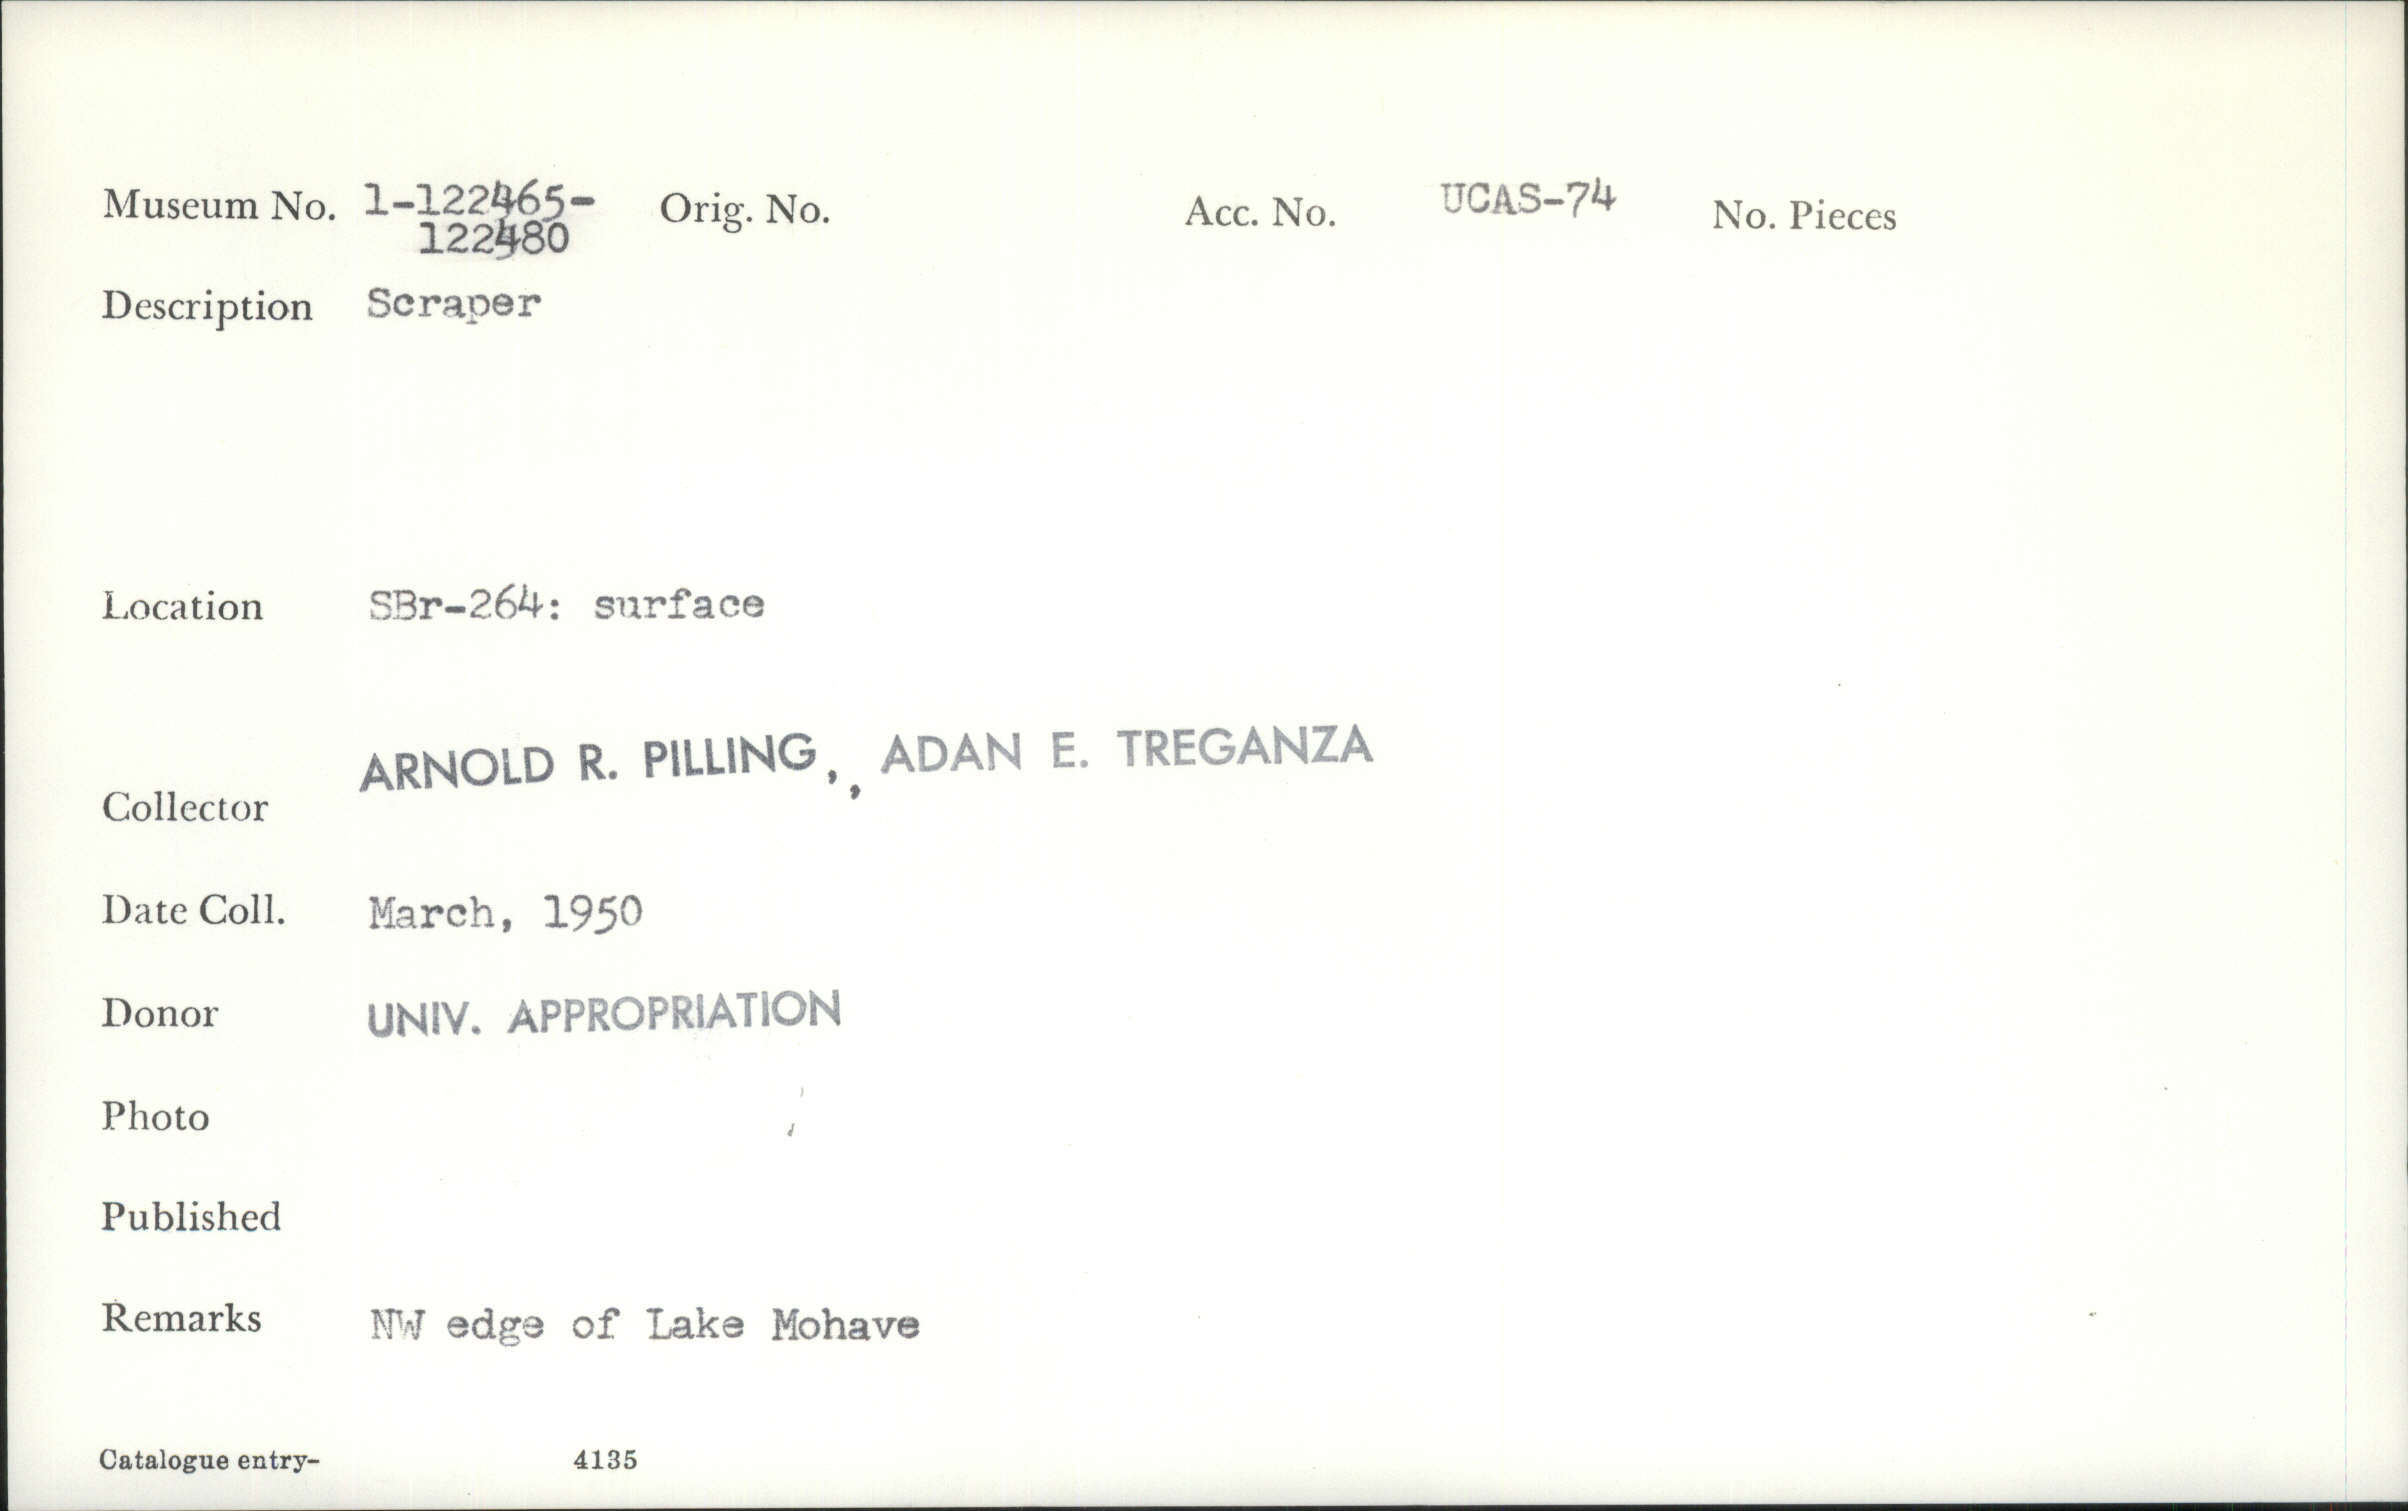 Museum No. 1-122465- Orig. No. Acc. No. UCAS-74 No. Pieces
122480
Description Scraper
Location SBr-264: surface
ARNOLD R. PILLING,, ADAN E. TREGANZA
Collector
Date Coll. March, 1950
Donor UNIV. APPROPRIATION
Photo
Published
Remarks NW edge of Lake Mohave
Catalogue entry- 4135